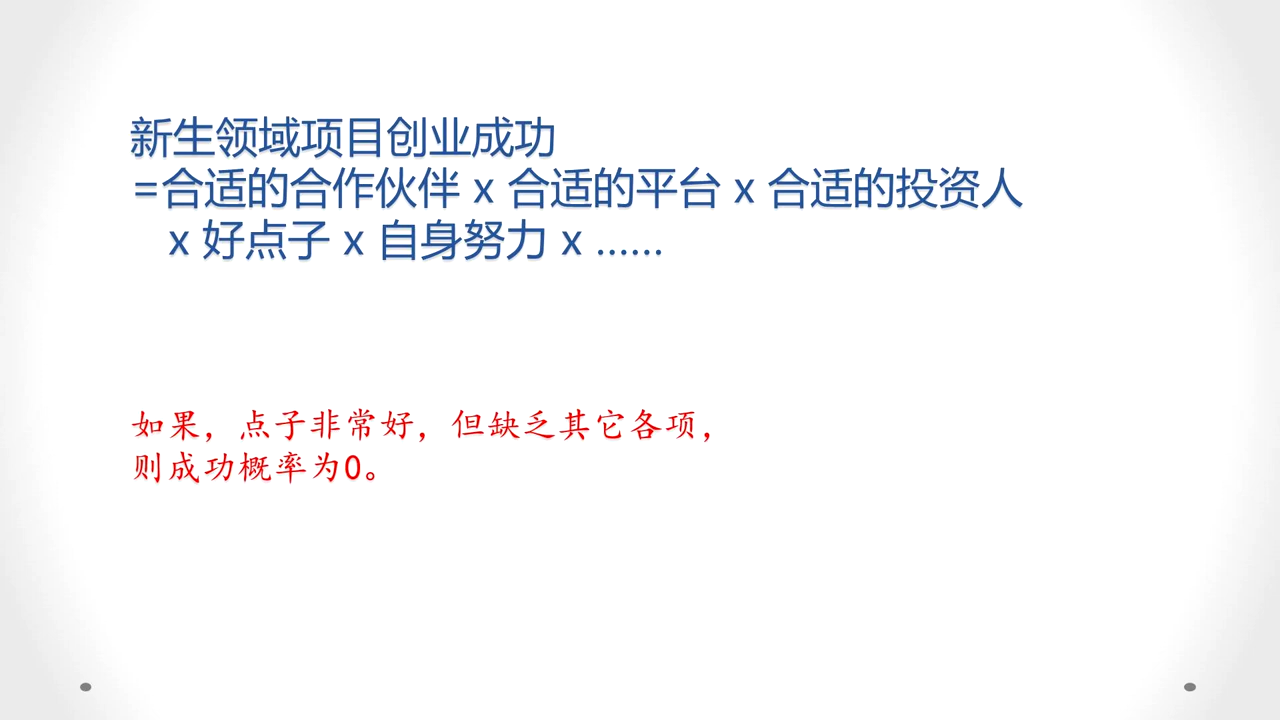 新生领域项目创业成功
=合适的合作伙伴 x 合适的平台 x 合适的投资人
x 好点子 x 自身努力 x ……
如果，点子非常好，但缺乏其它各项，
则成功概率为0。